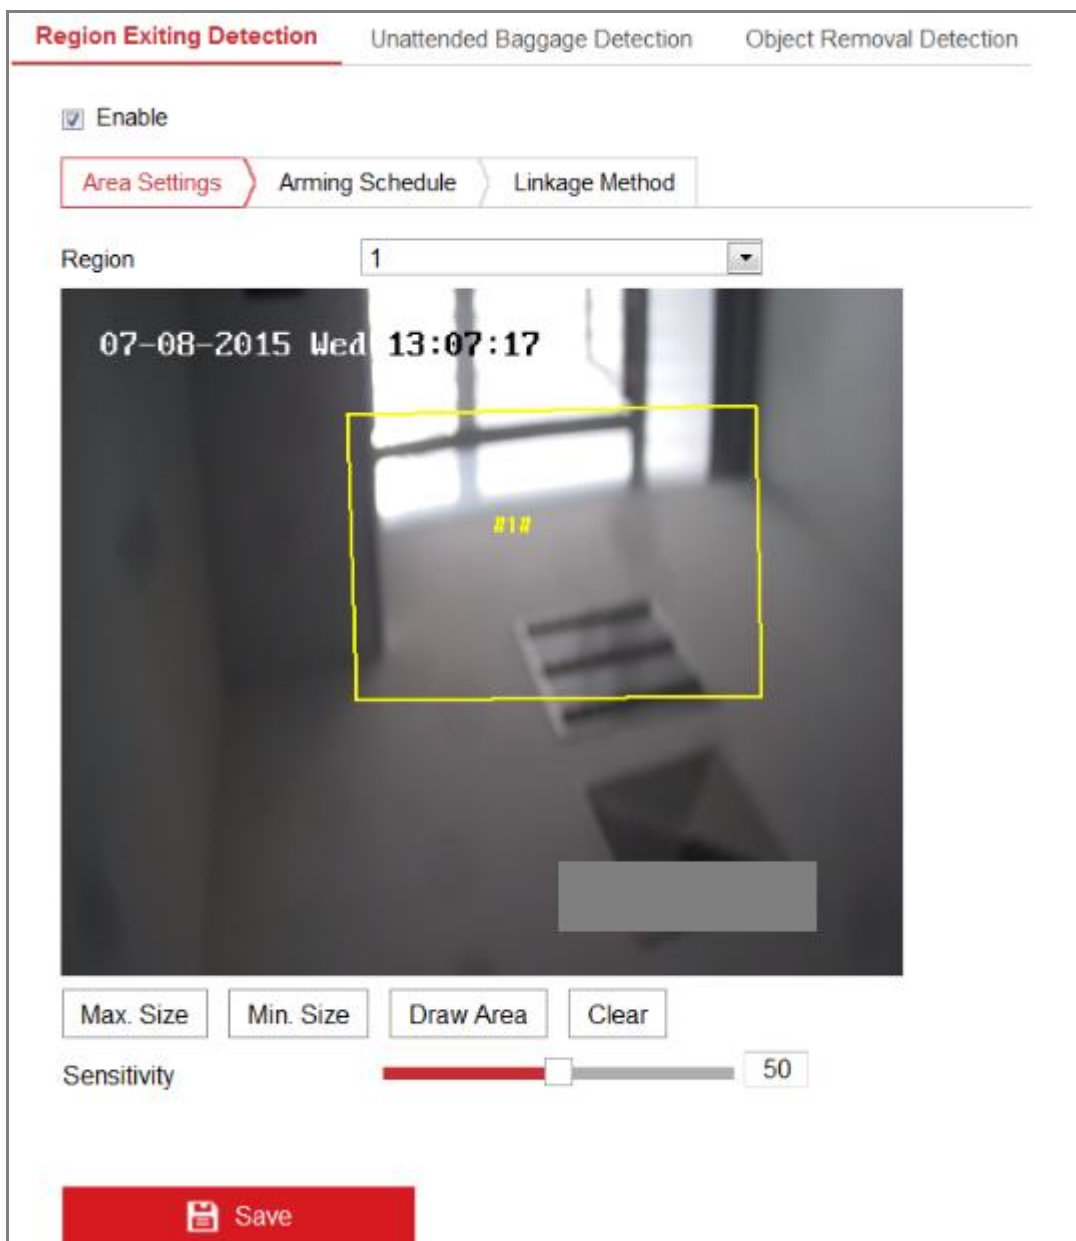 Region Exiting Detection Unattended Baggage Detection Object Removal Detection
Enable
Area Settings Arming Schedule Linkage Method
Region 1
07-08-2015 Wed 13:07:17
#1#
Max. Size Min. Size Draw Area Clear
Sensitivity 50
Save